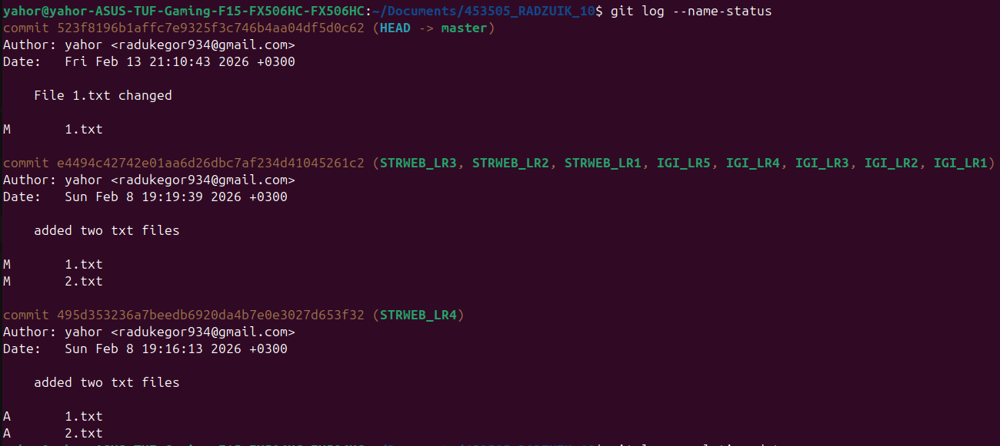 yahor@yahor-ASUS-TUF-Gaming-F15-FX506HC-FX506HC:~/Documents/453505_RADZUIK_10$ git log --name-status
commit 523f8196b1affc7e9325f3c746b4aa04df5d0c62 (HEAD -> master)
Author: yahor <radukegor934@gmail.com>
Date:   Fri Feb 13 21:10:43 2026 +0300
    File 1.txt changed
M       1.txt
commit e4494c42742e01aa6d26dbc7af234d41045261c2 (STRWEB_LR3, STRWEB_LR2, STRWEB_LR1, IGI_LR5, IGI_LR4, IGI_LR3, IGI_LR2, IGI_LR1)
Author: yahor <radukegor934@gmail.com>
Date:   Sun Feb 8 19:19:39 2026 +0300
    added two txt files
M       1.txt
M       2.txt
commit 495d353236a7beedb6920da4b7e0e3027d653f32 (STRWEB_LR4)
Author: yahor <radukegor934@gmail.com>
Date:   Sun Feb 8 19:16:13 2026 +0300
    added two txt files
A       1.txt
A       2.txt